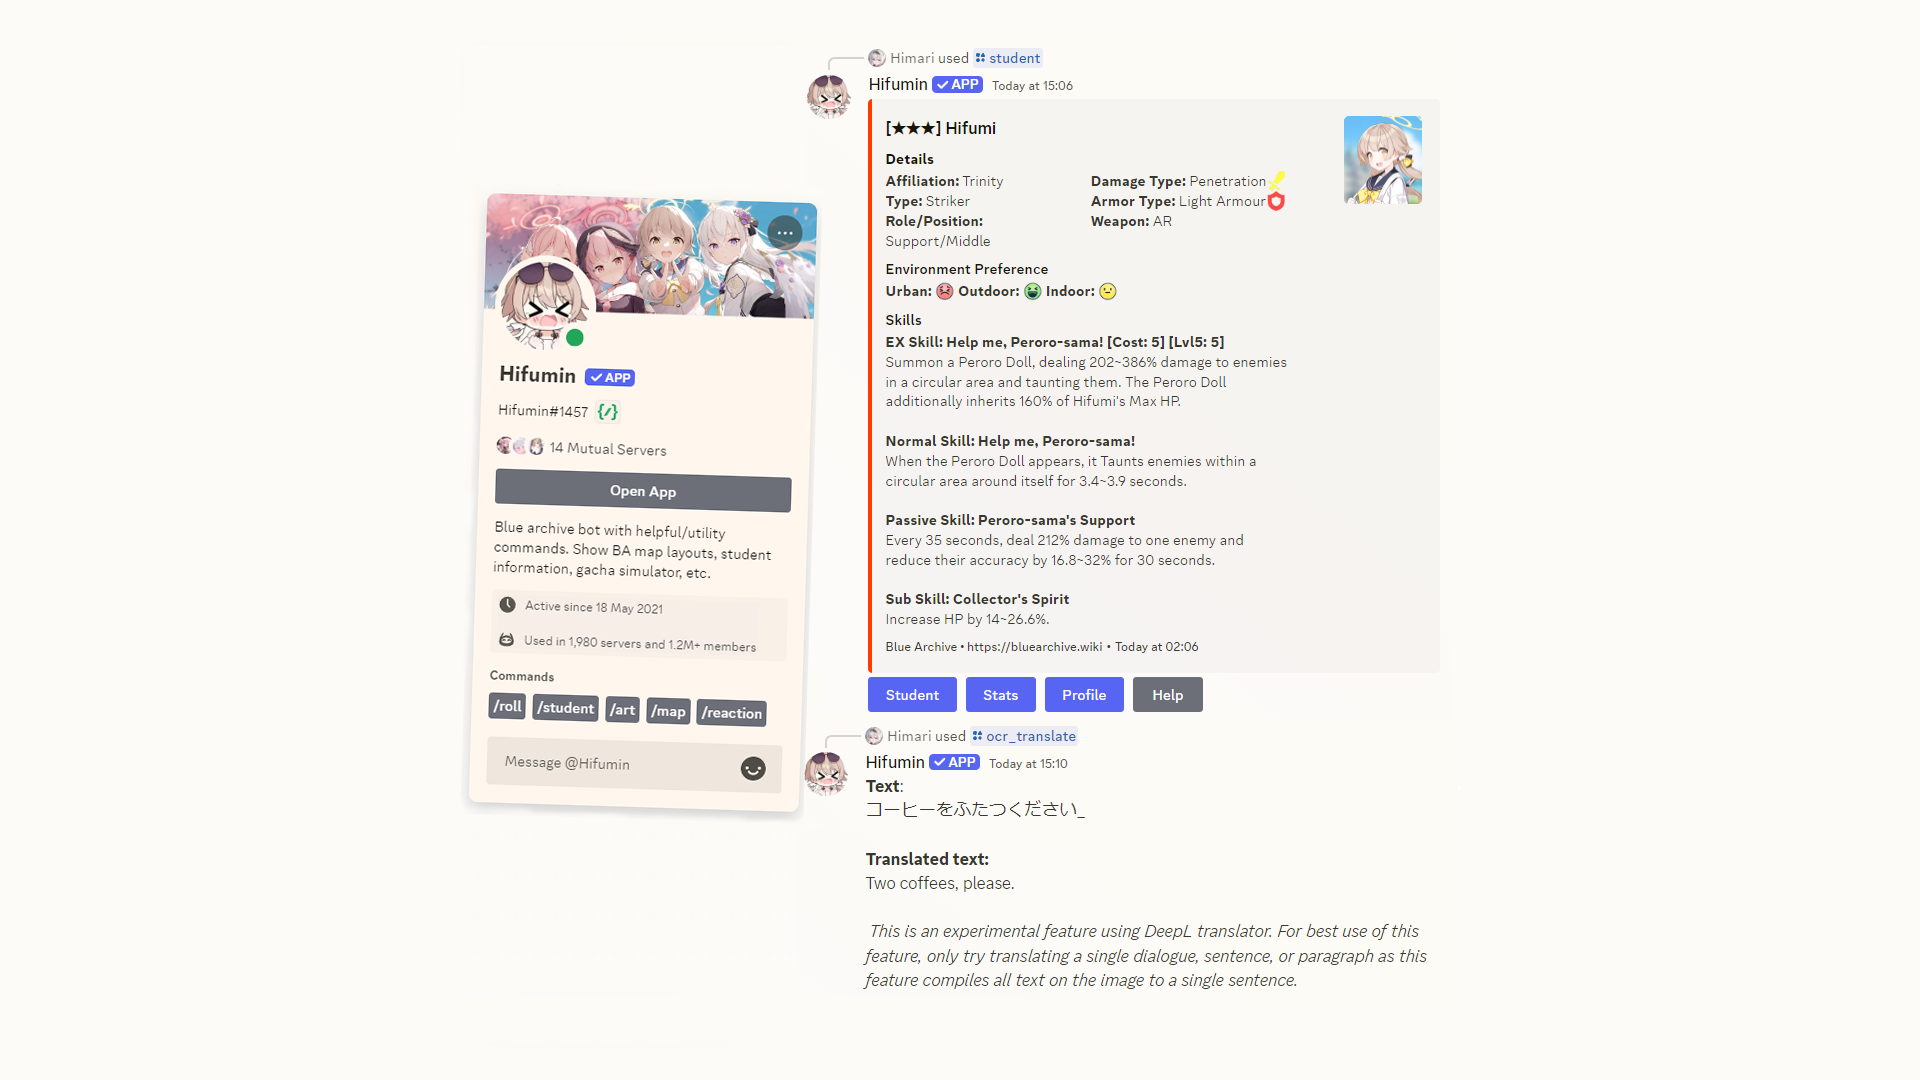 Hifumin APP
Hifumin#1457
14 Mutual Servers
Open App
Blue archive bot with helpful/utility
commands. Show BA map layouts, student
information, gacha simulator, etc.
Active since 18 May 2021
Used in 1,980 servers and 1.2M+ members
Commands
/roll /student /art /map /reaction
Message @Hifumin
Himari used student
Hifumin APP Today at 15:06
[★★★] Hifumi
Details
Affiliation: Trinity
Type: Striker
Role/Position:
Support/Middle
Damage Type: Penetration
Armor Type: Light Armour
Weapon: AR
Environment Preference
Urban: Outdoor: Indoor:
Skills
EX Skill: Help me, Peroro-sama! [Cost: 5] [Lvl5: 5]
Summon a Peroro Doll, dealing 202~386% damage to enemies
in a circular area and taunting them. The Peroro Doll
additionally inherits 160% of Hifumi's Max HP.
Normal Skill: Help me, Peroro-sama!
When the Peroro Doll appears, it Taunts enemies within a
circular area around itself for 3.4~3.9 seconds.
Passive Skill: Peroro-sama's Support
Every 35 seconds, deal 212% damage to one enemy and
reduce their accuracy by 16.8~32% for 30 seconds.
Sub Skill: Collector's Spirit
Increase HP by 14~26.6%.
Blue Archive • https://bluearchive.wiki • Today at 02:06
Student Stats Profile Help
Himari used ocr_translate
Hifumin APP Today at 15:10
Text:
コーヒーをふたつください_
Translated text:
Two coffees, please.
This is an experimental feature using DeepL translator. For best use of this
feature, only try translating a single dialogue, sentence, or paragraph as this
feature compiles all text on the image to a single sentence.